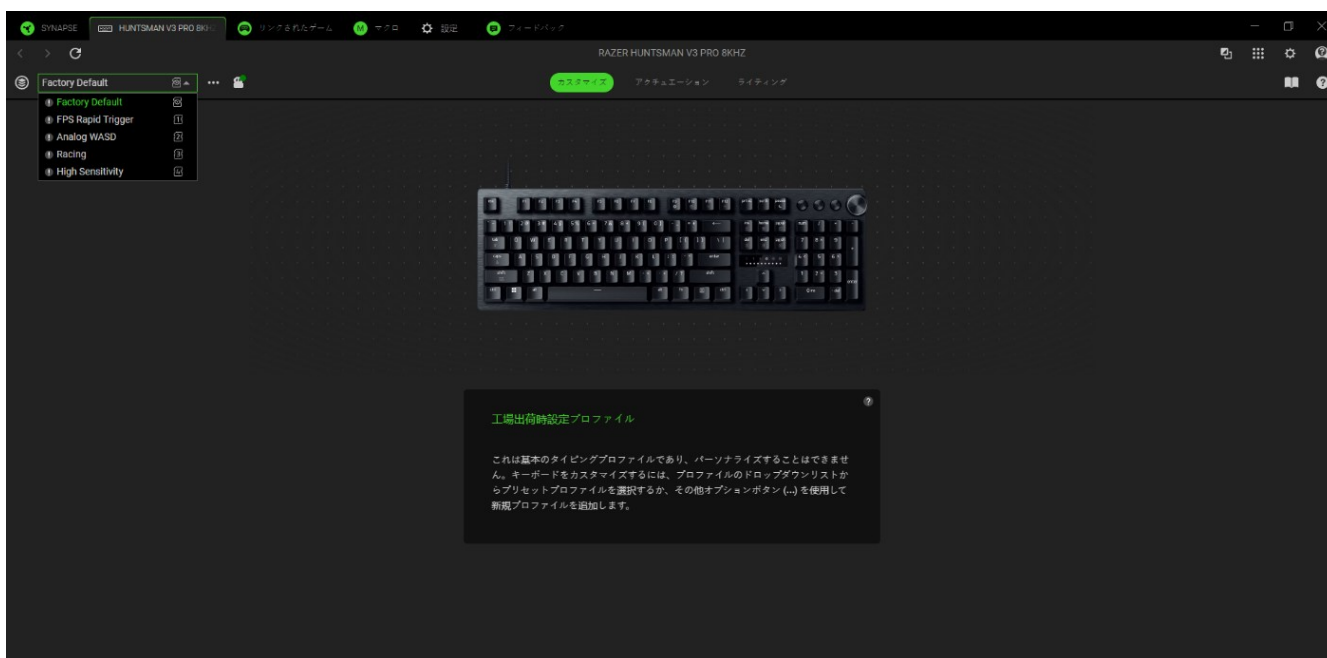 SYNAPSE
HUNTSMAN V3 PRO 8KHZ
リンクされたゲーム
マクロ
設定
フィードバック
RAZER HUNTSMAN V3 PRO 8KHZ
Factory Default
カスタマイズ
アクチュエーション
ライティング
Factory Default
FPS Rapid Trigger
Analog WASD
Racing
High Sensitivity
工場出荷時設定プロファイル
これは基本のタイピングプロファイルであり、パーソナライズすることはできませ
ん。キーボードをカスタマイズするには、プロファイルのドロップダウンリストか
らプリセットプロファイルを選択するか、その他オプションボタン (...) を使用して
新規プロファイルを追加します。